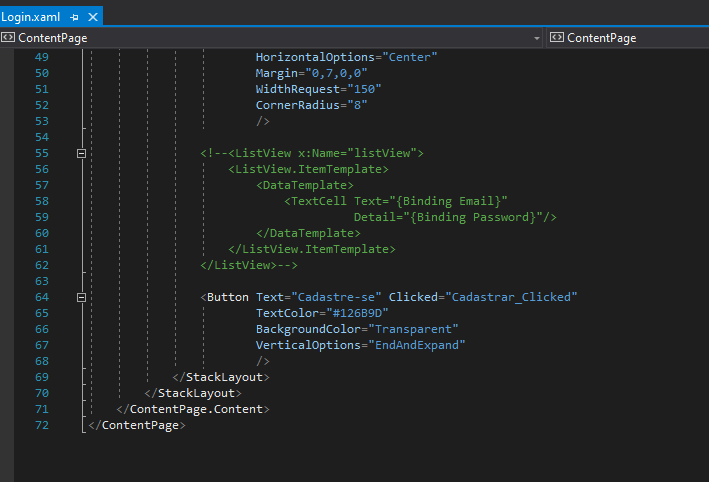 Login.xaml
ContentPage ContentPage
49 HorizontalOptions="Center"
50 Margin="0,7,0,0"
51 WidthRequest="150"
52 CornerRadius="8"
53 />
54
55 <!--<ListView x:Name="listView">
56 <ListView.ItemTemplate>
57 <DataTemplate>
58 <TextCell Text="{Binding Email}"
59 Detail="{Binding Password}"/>
60 </DataTemplate>
61 </ListView.ItemTemplate>
62 </ListView>-->
63
64 <Button Text="Cadastre-se" Clicked="Cadastrar_Clicked"
65 TextColor="#126B9D"
66 BackgroundColor="Transparent"
67 VerticalOptions="EndAndExpand"
68 />
69 </StackLayout>
70 </StackLayout>
71 </ContentPage.Content>
72 </ContentPage>